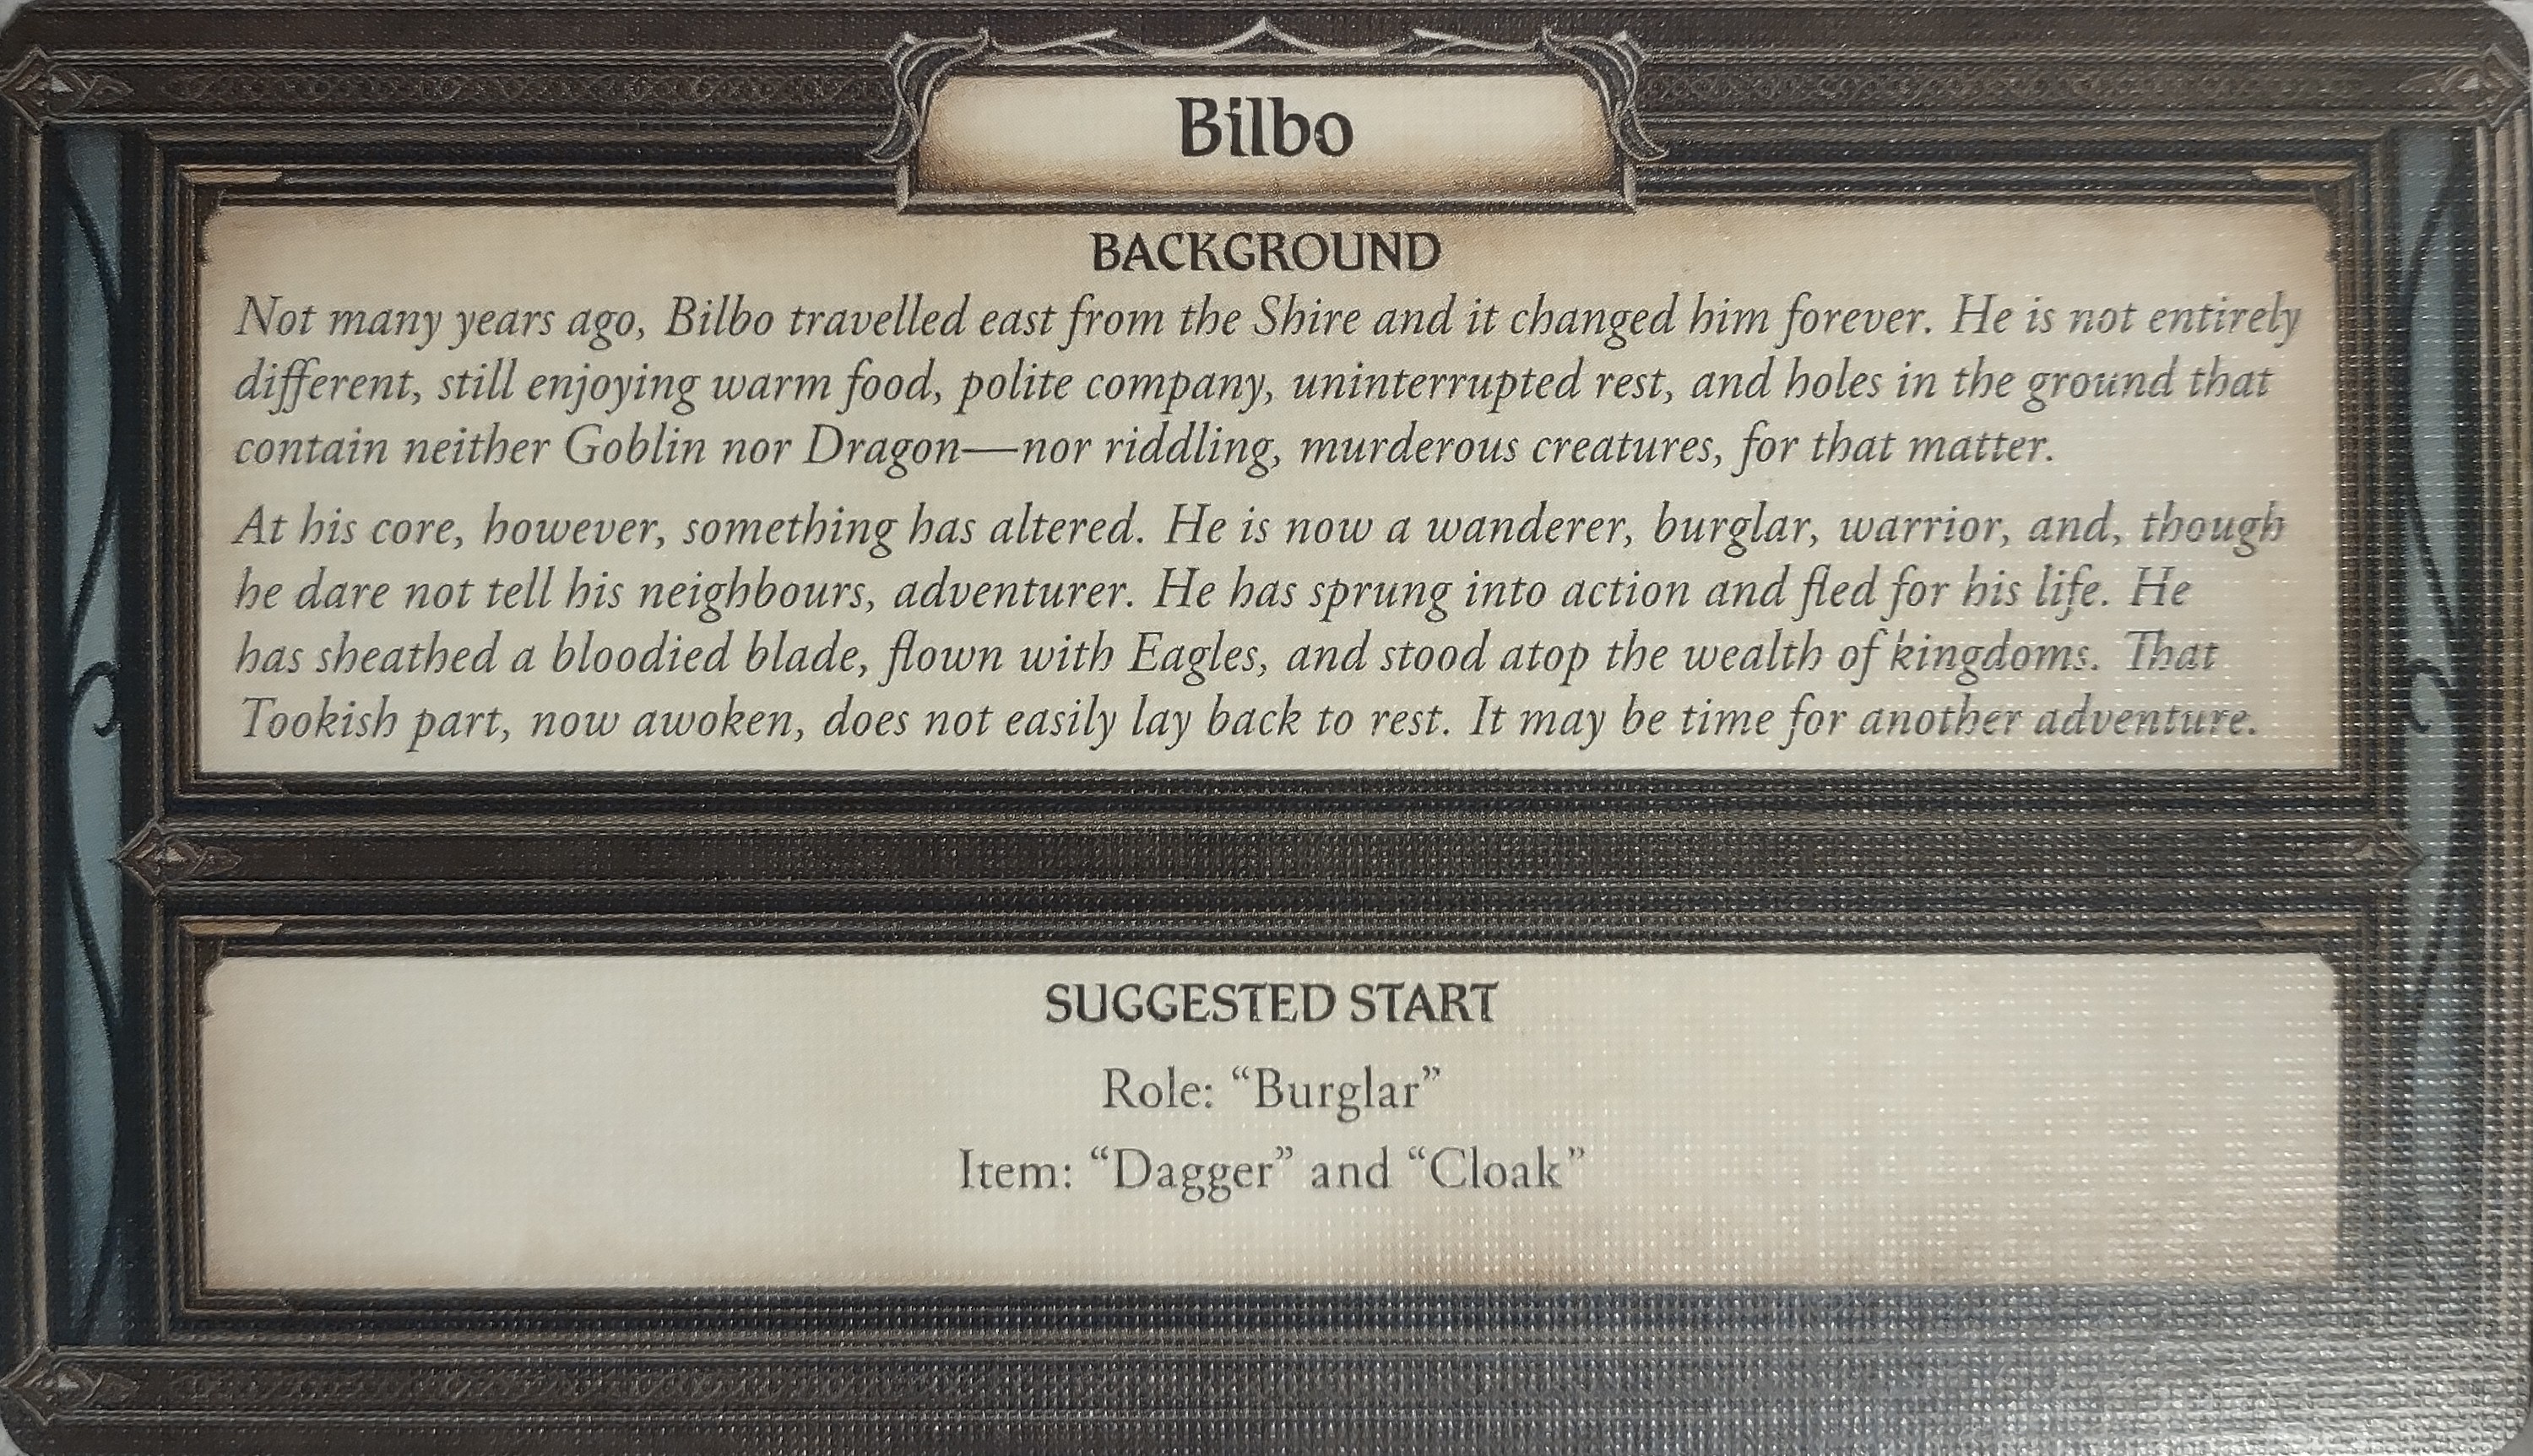 Bilbo
BACKGROUND
Not many years ago, Bilbo travelled east from the Shire and it changed him forever. He is not entirely
different, still enjoying warm food, polite company, uninterrupted rest, and holes in the ground that
contain neither Goblin nor Dragon—nor riddling, murderous creatures, for that matter.
At his core, however, something has altered. He is now a wanderer, burglar, warrior, and, though
he dare not tell his neighbours, adventurer. He has sprung into action and fled for his life. He
has sheathed a bloodied blade, flown with Eagles, and stood atop the wealth of kingdoms. That
Tookish part, now awoken, does not easily lay back to rest. It may be time for another adventure.
SUGGESTED START
Role: “Burglar”
Item: “Dagger” and “Cloak”